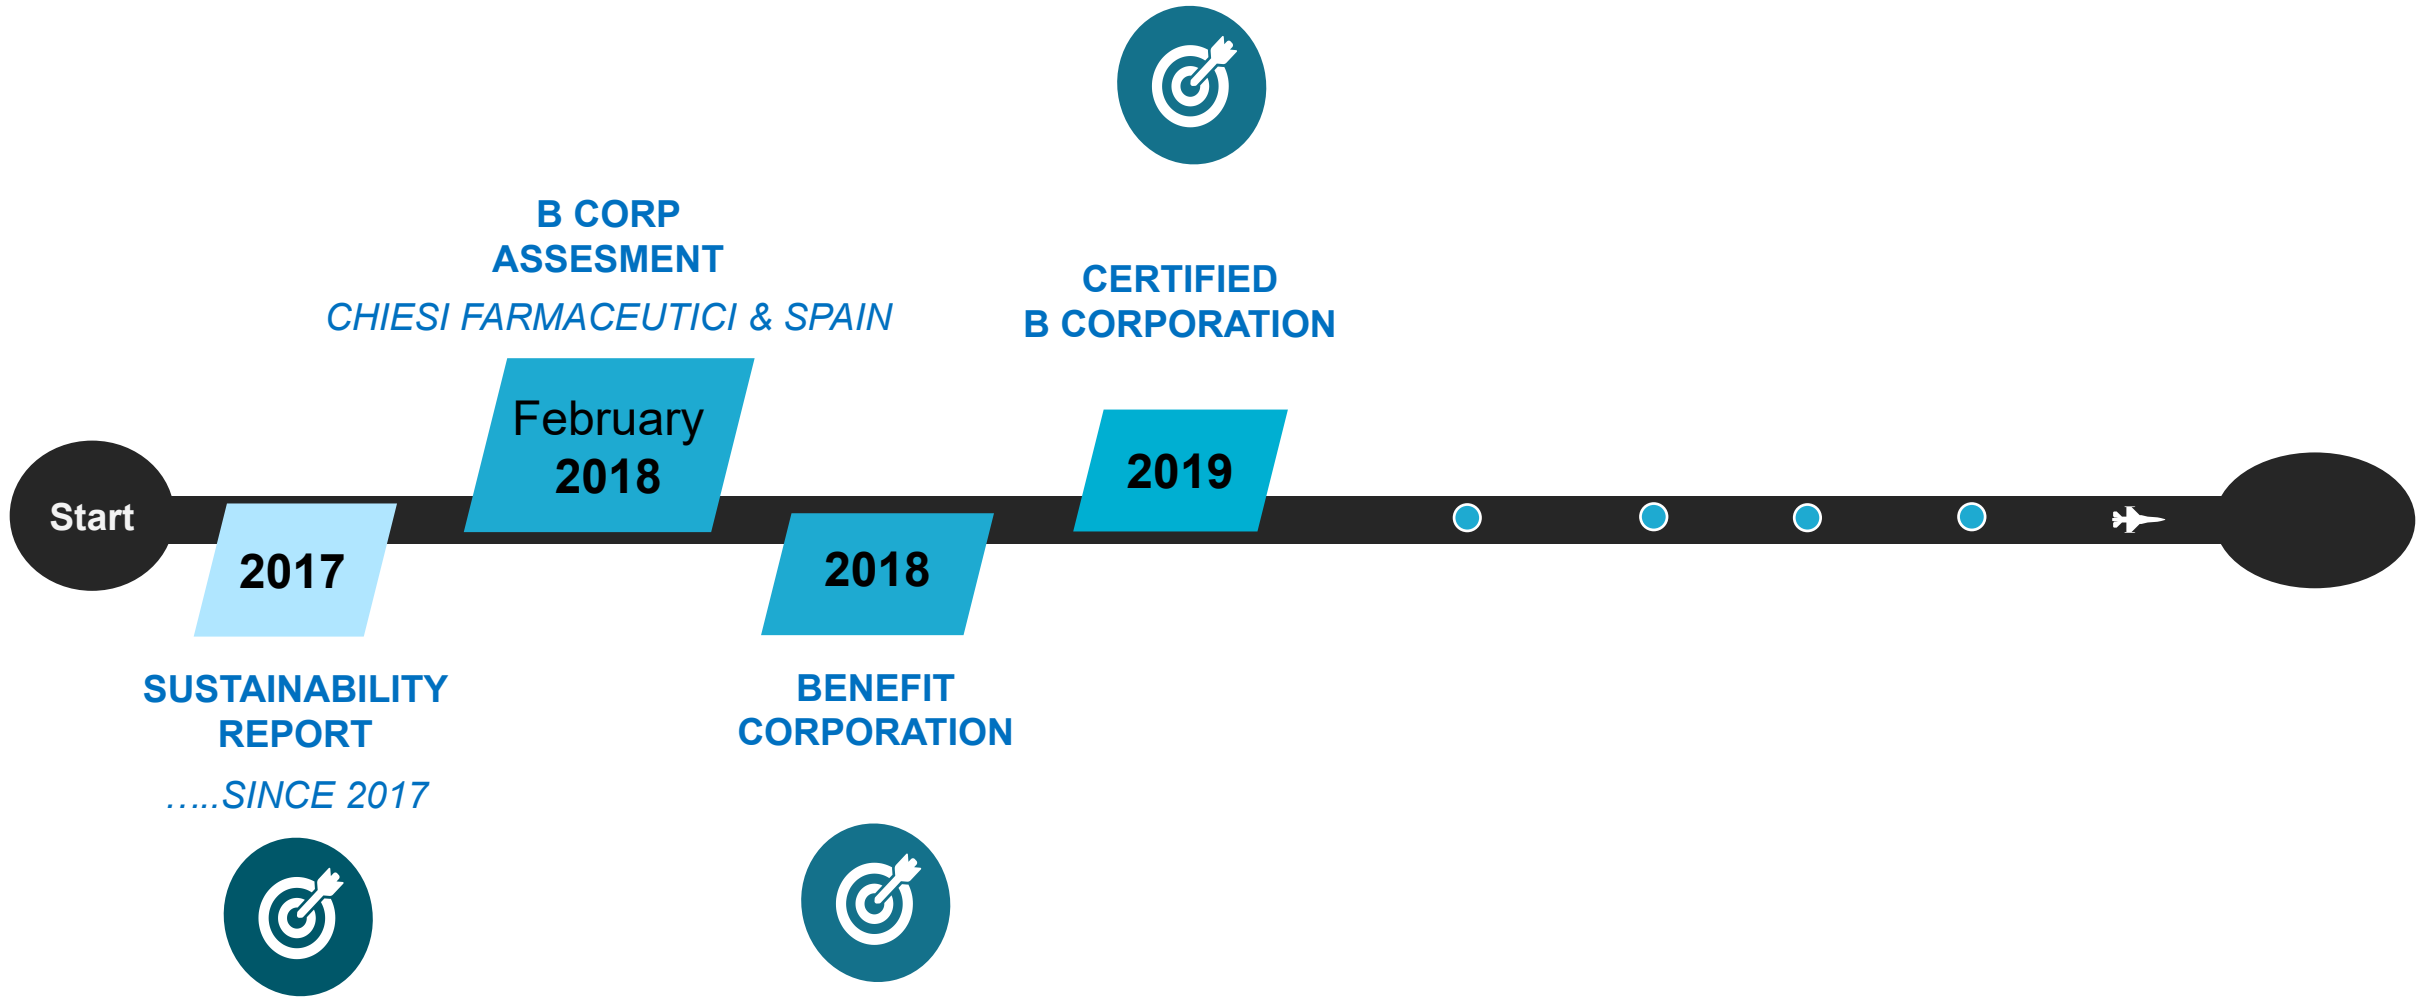 B CORP
ASSESMENT
CHIESI FARMACEUTICI & SPAIN
CERTIFIED
B CORPORATION
February
2018
2019
Start
2017
2018
SUSTAINABILITY
REPORT
…..SINCE 2017
BENEFIT
CORPORATION